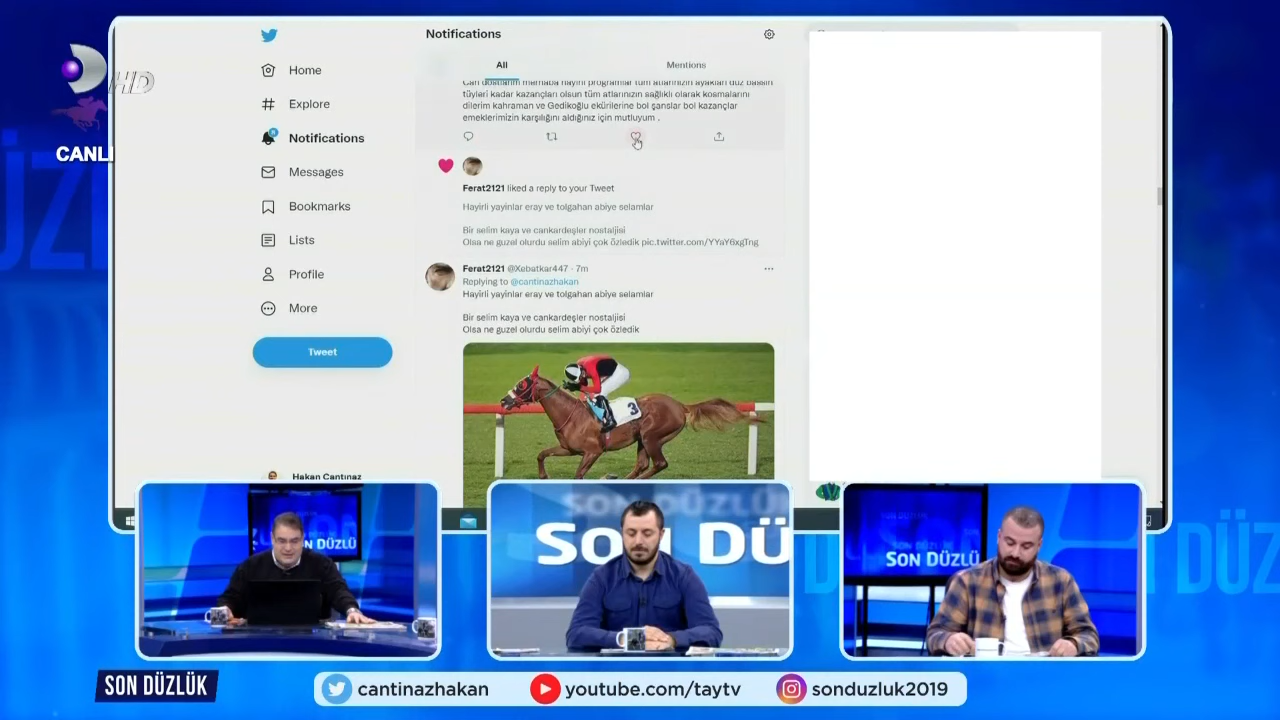 HD
CANLI
Home
Explore
Notifications
Messages
Bookmarks
Lists
Profile
More
Tweet
Hakan Cantınaz
Notifications
All
Mentions
Can dostlarım merhaba hayırlı programlar tüm atlarınızın ayakları düz bassın
tüyleri kadar kazançları olsun tüm atlarınızın sağlıklı olarak kosmalarını
dilerim kahraman ve Gedikoğlu ekürilerine bol şanslar bol kazançlar
emeklerimizin karşılığını aldığınız için mutluyum .
Ferat2121 liked a reply to your Tweet
Hayirli yayinlar eray ve tolgahan abiye selamlar
Bir selim kaya ve cankardeşler nostaljisi
Olsa ne guzel olurdu selim abiyi çok özledik pic.twitter.com/YYaY6xgTng
Ferat2121 @Xebatkar447 · 7m
Replying to @cantinazhakan
Hayirli yayinlar eray ve tolgahan abiye selamlar
Bir selim kaya ve cankardeşler nostaljisi
Olsa ne guzel olurdu selim abiyi çok özledik
3
SON DÜZLÜ
SON DÜZLÜ
SON DÜ
SON DÜZLÜ
SON DÜZLÜK
cantinazhakan
youtube.com/taytv
sonduzluk2019